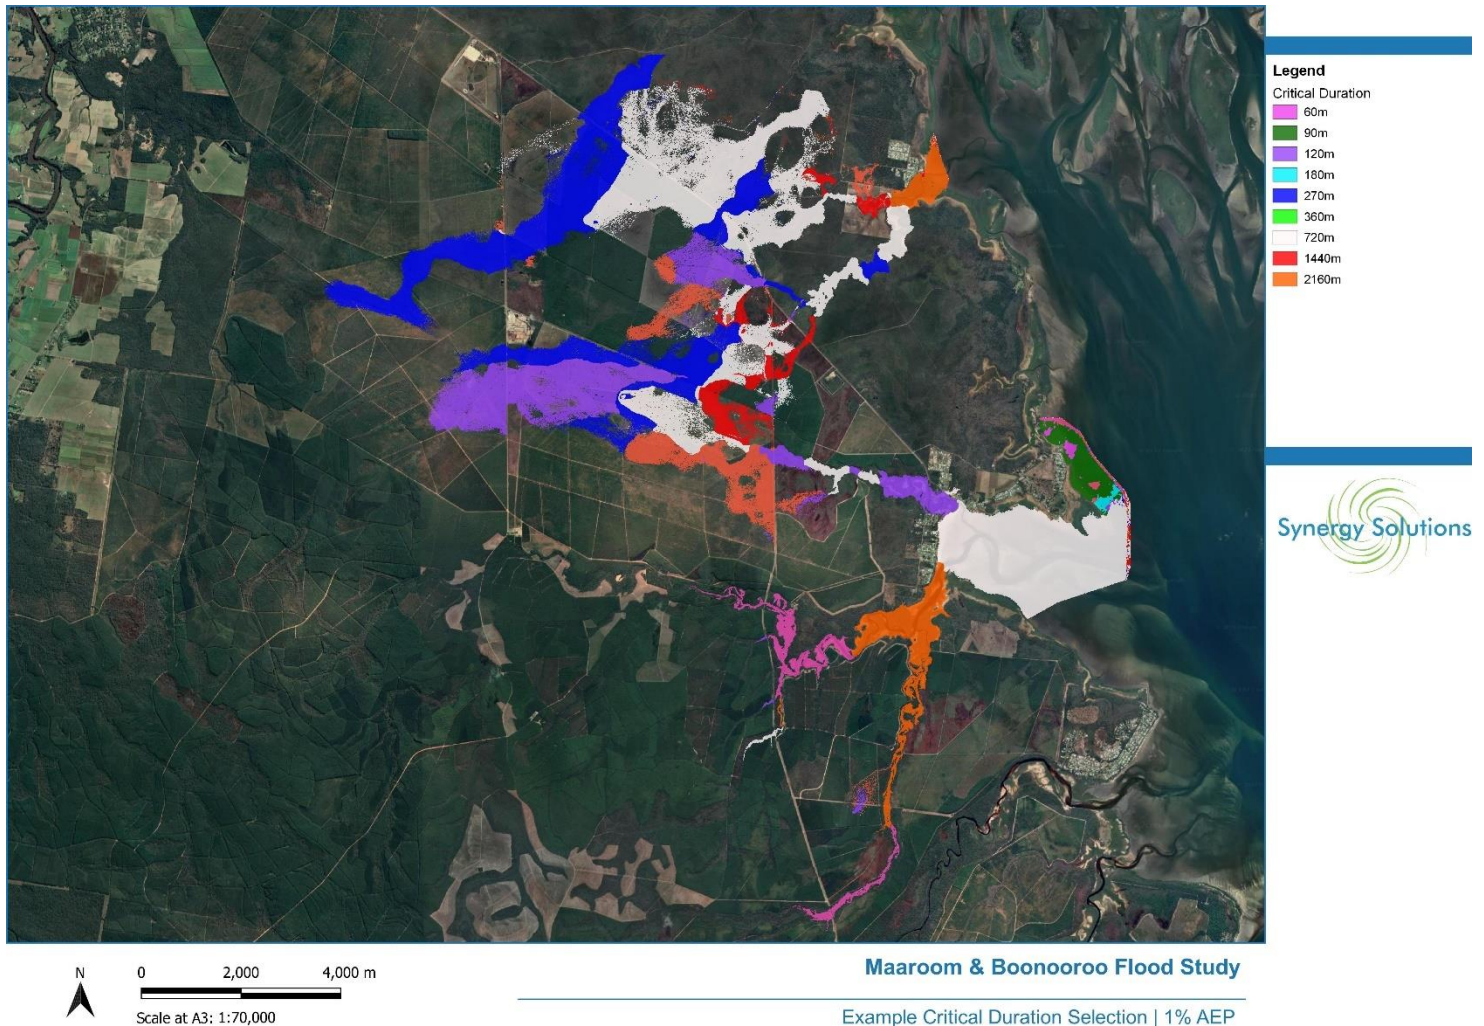 Legend
Critical Duration
60m
90m
120m
180m
270m
360m
720m
1440m
2160m
Synergy Solutions
N
0 2,000 4,000 m
Scale at A3: 1:70,000
Maaroom & Boonooroo Flood Study
Example Critical Duration Selection | 1% AEP